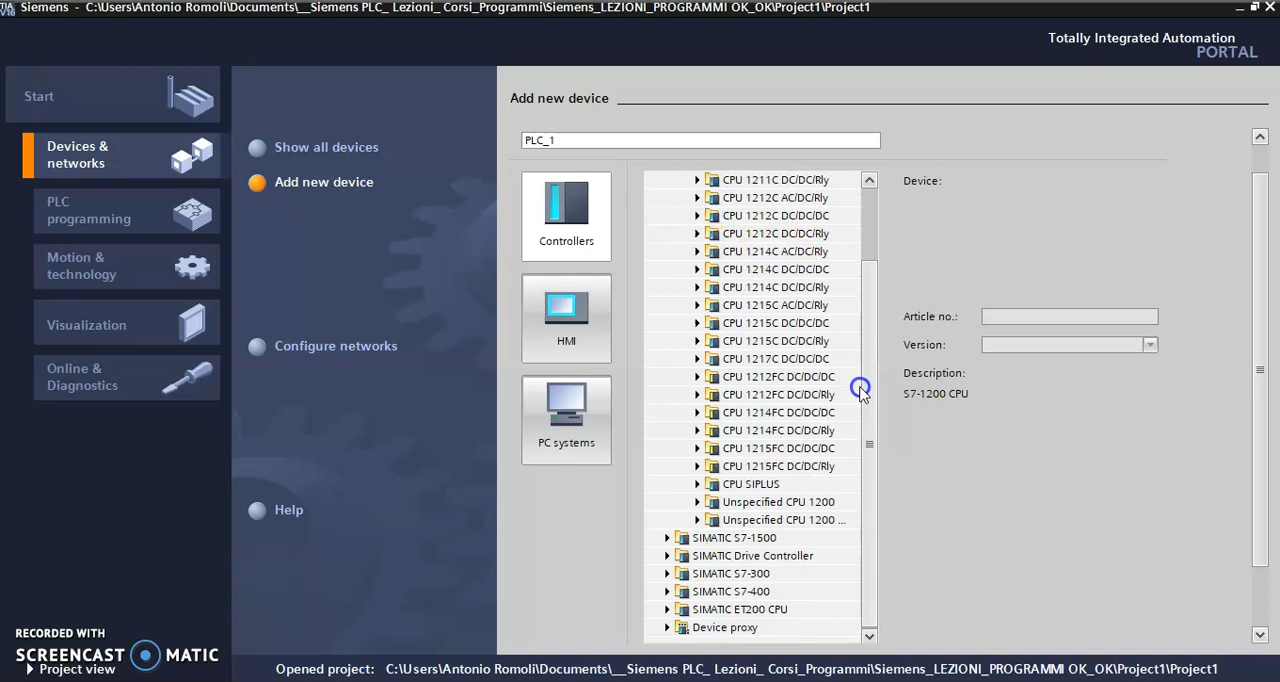 TIA
V16
Siemens - C:\Users\Antonio Romoli\Documents\__Siemens PLC_ Lezioni_ Corsi_Programmi\Siemens_LEZIONI_PROGRAMMI OK_OK\Project1\Project1
Totally Integrated Automation
PORTAL
Start
Devices &
networks
PLC
programming
Motion &
technology
Visualization
Online &
Diagnostics
Show all devices
Add new device
Configure networks
Help
Add new device
PLC_1
Controllers
HMI
PC systems
CPU 1211C DC/DC/Rly
CPU 1212C AC/DC/Rly
CPU 1212C DC/DC/DC
CPU 1212C DC/DC/Rly
CPU 1214C AC/DC/Rly
CPU 1214C DC/DC/DC
CPU 1214C DC/DC/Rly
CPU 1215C AC/DC/Rly
CPU 1215C DC/DC/DC
CPU 1215C DC/DC/Rly
CPU 1217C DC/DC/DC
CPU 1212FC DC/DC/DC
CPU 1212FC DC/DC/Rly
CPU 1214FC DC/DC/DC
CPU 1214FC DC/DC/Rly
CPU 1215FC DC/DC/DC
CPU 1215FC DC/DC/Rly
CPU SIPLUS
Unspecified CPU 1200
Unspecified CPU 1200 ...
SIMATIC S7-1500
SIMATIC Drive Controller
SIMATIC S7-300
SIMATIC S7-400
SIMATIC ET200 CPU
Device proxy
Device:
Article no.:
Version:
Description:
S7-1200 CPU
RECORDED WITH
SCREENCAST MATIC
Project view
Opened project: C:\Users\Antonio Romoli\Documents\__Siemens PLC_ Lezioni_ Corsi_Programmi\Siemens_LEZIONI_PROGRAMMI OK_OK\Project1\Project1